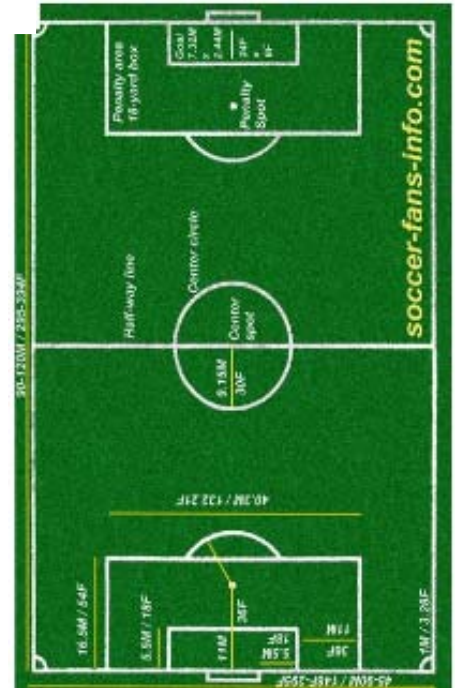 Penalty area
18-yard box
Goal
7.32M
x
2.44M
24F
x
8F
Penalty
Spot
soccer-fans-info.com
Center circle
Half-way line
Center
spot
9.15M
30F
90-120M / 295-394F
40.3M / 132.21F
16.5M / 54F
5.5M / 18F
11M
36F
5.5M
18F
11M
36F
1M / 3.28F
45-90M / 148F-295F